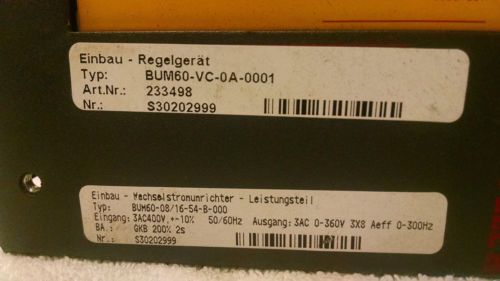 Einbau - Regelgerät
Typ: BUM60-VC-0A-0001
Art.Nr.: 233498
Nr.: S30202999
Einbau - Wechselstromumrichter - Leistungsteil
Typ: BUM60-08/16-54-B-000
Eingang: 3AC400V,+-10% 50/60Hz Ausgang: 3AC 0-360V 3X8 Aeff 0-300Hz
BA.: GKB 200% 2s
Nr.: S30202999